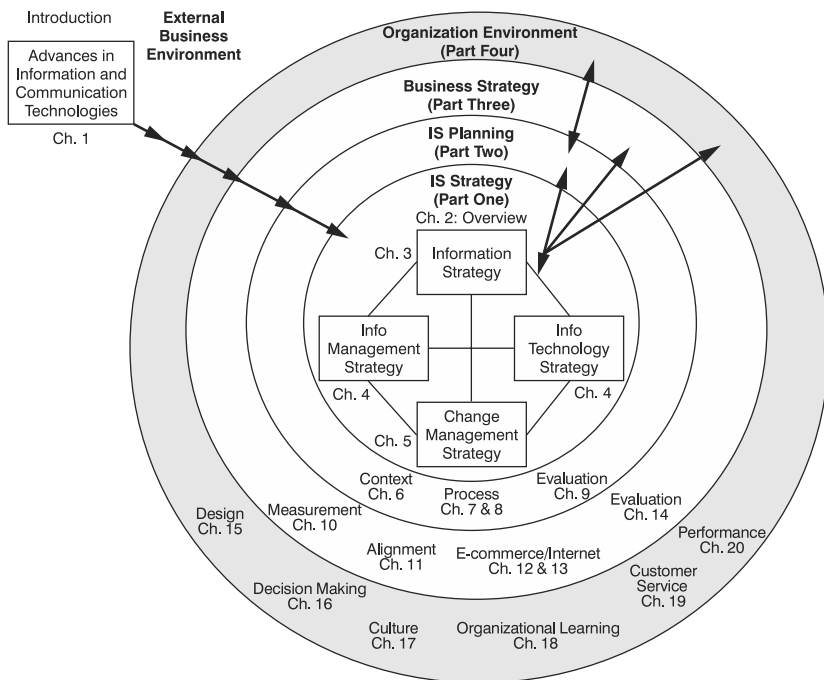 Introduction
Advances in
Information and
Communication
Technologies
Ch. 1
External
Business
Environment
Organization Environment
(Part Four)
Business Strategy
(Part Three)
IS Planning
(Part Two)
IS Strategy
(Part One)
Ch. 2: Overview
Ch. 3
Information
Strategy
Info
Management
Strategy
Ch. 4
Info
Technology
Strategy
Ch. 4
Ch. 5
Change
Management
Strategy
Context
Ch. 6
Process
Ch. 7 & 8
Evaluation
Ch. 9
Measurement
Ch. 10
Alignment
Ch. 11
E-commerce/Internet
Ch. 12 & 13
Evaluation
Ch. 14
Design
Ch. 15
Decision Making
Ch. 16
Culture
Ch. 17
Organizational Learning
Ch. 18
Customer
Service
Ch. 19
Performance
Ch. 20